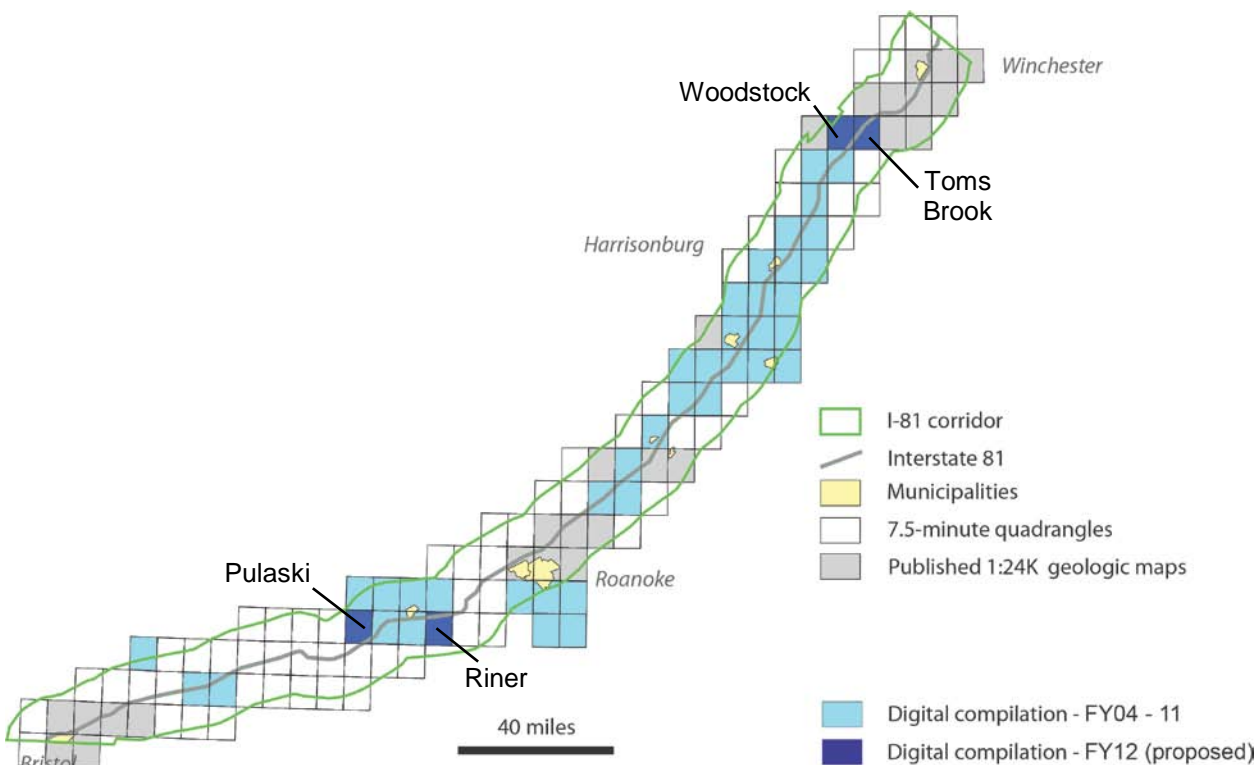 Winchester
Woodstock
Toms
Brook
Harrisonburg
I-81 corridor
Interstate 81
Municipalities
7.5-minute quadrangles
Published 1:24K geologic maps
Pulaski
Roanoke
Riner
40 miles
Digital compilation - FY04 - 11
Digital compilation - FY12 (proposed)
Bristol